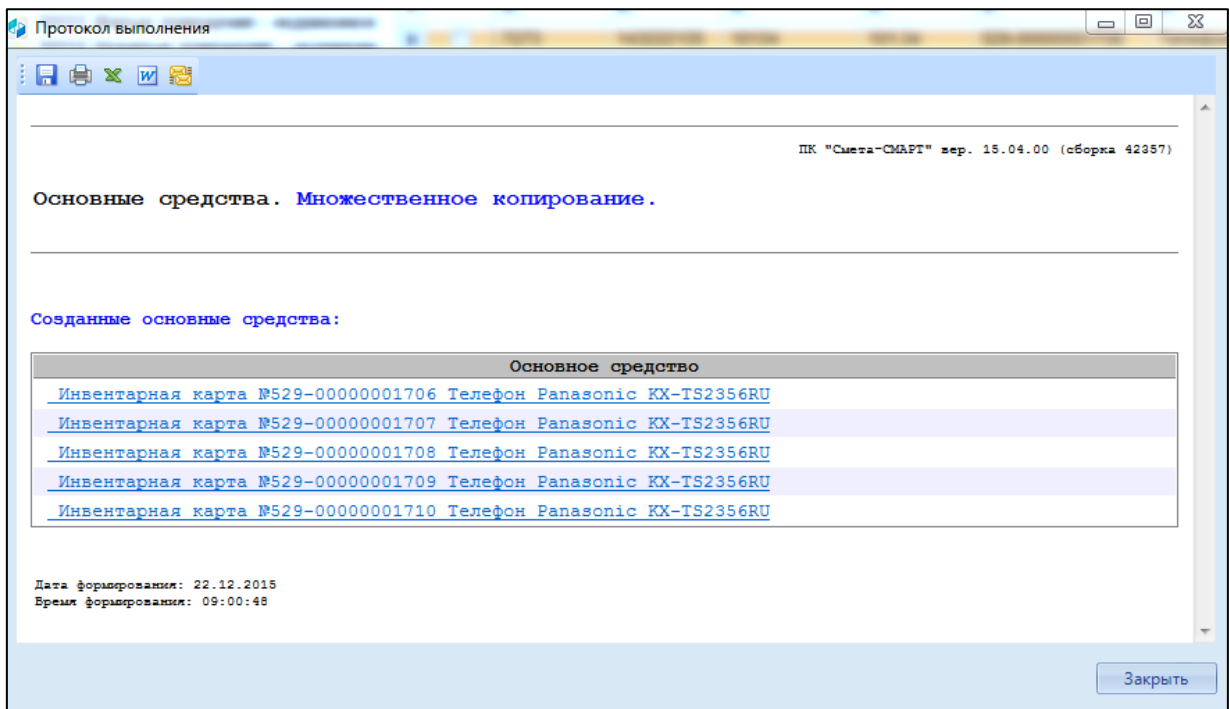 Протокол выполнения
ПК "Смета-СМАРТ" вер. 15.04.00 (сборка 42357)
Основные средства. Множественное копирование.
Созданные основные средства:
Основное средство
Инвентарная карта №529-00000001706 Телефон Panasonic KX-TS2356RU
Инвентарная карта №529-00000001707 Телефон Panasonic KX-TS2356RU
Инвентарная карта №529-00000001708 Телефон Panasonic KX-TS2356RU
Инвентарная карта №529-00000001709 Телефон Panasonic KX-TS2356RU
Инвентарная карта №529-00000001710 Телефон Panasonic KX-TS2356RU
Дата формирования: 22.12.2015
Время формирования: 09:00:48
Закрыть